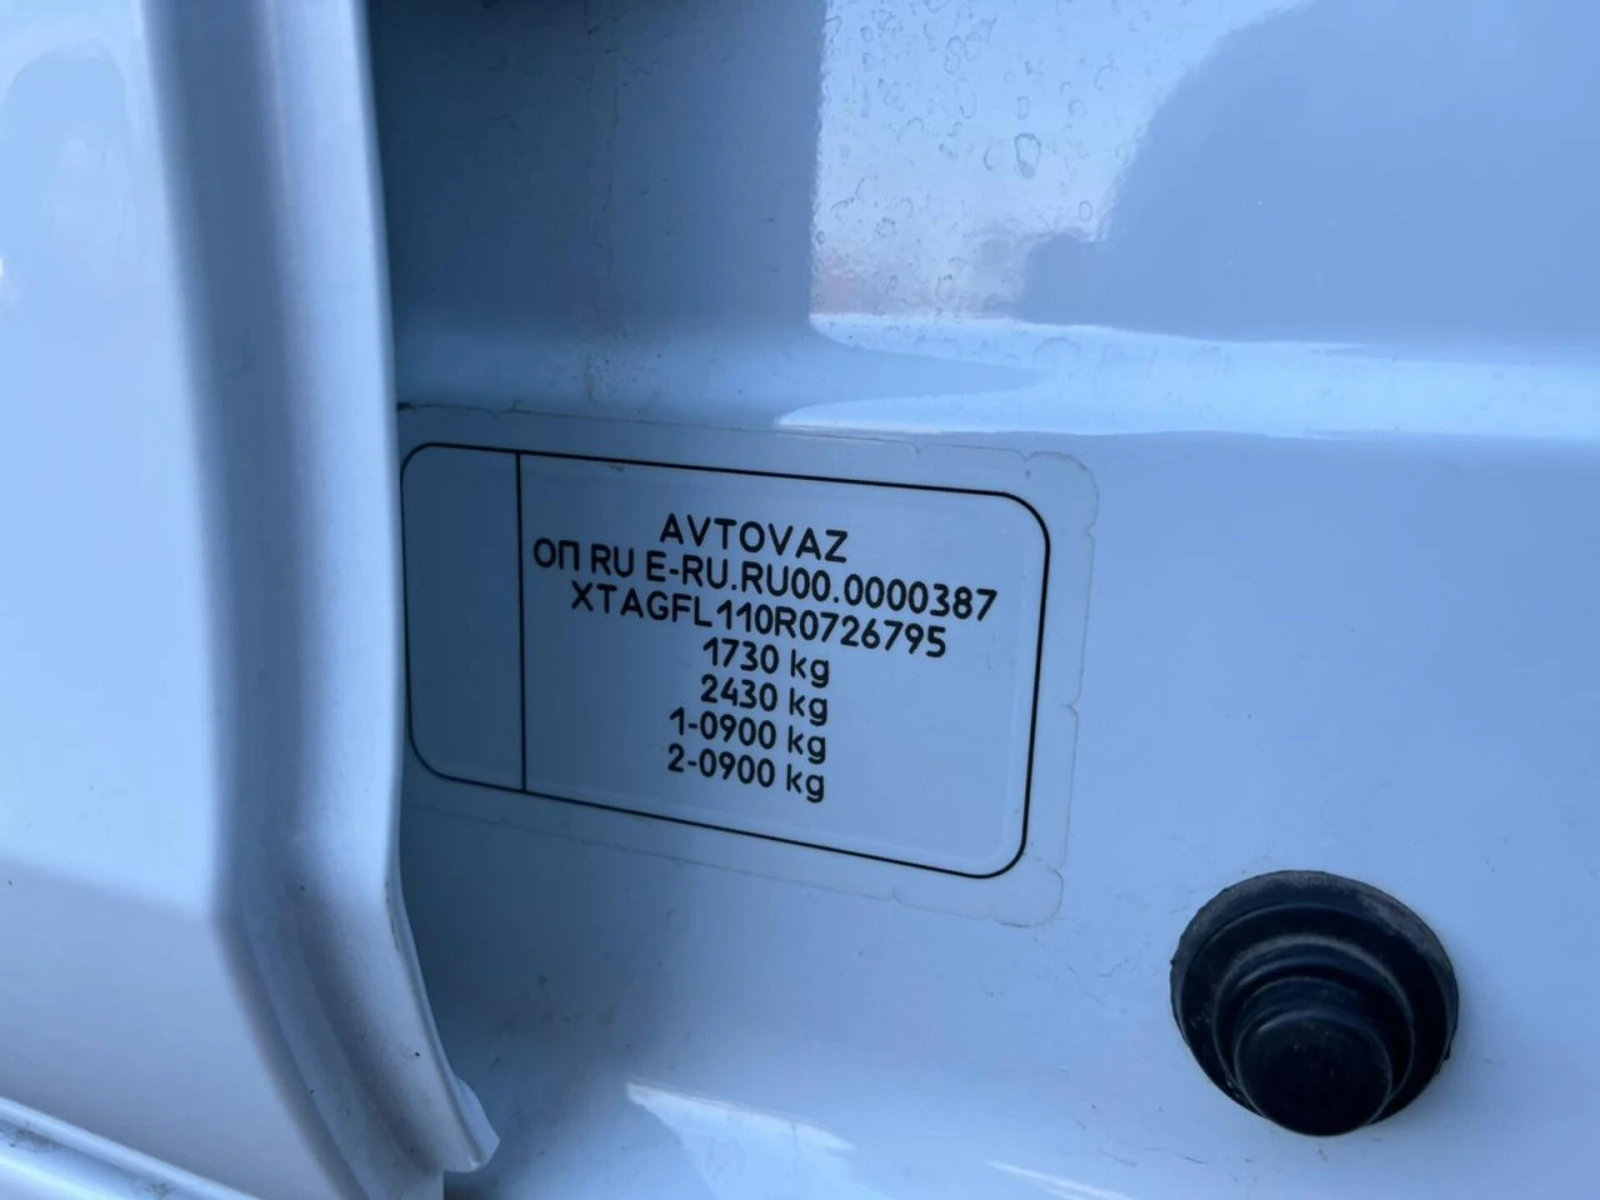 AVTOVAZ
ОП RU E-RU.RU00.0000387
XTAGFL110R0726795
1730 kg
2430 kg
1-0900 kg
2-0900 kg